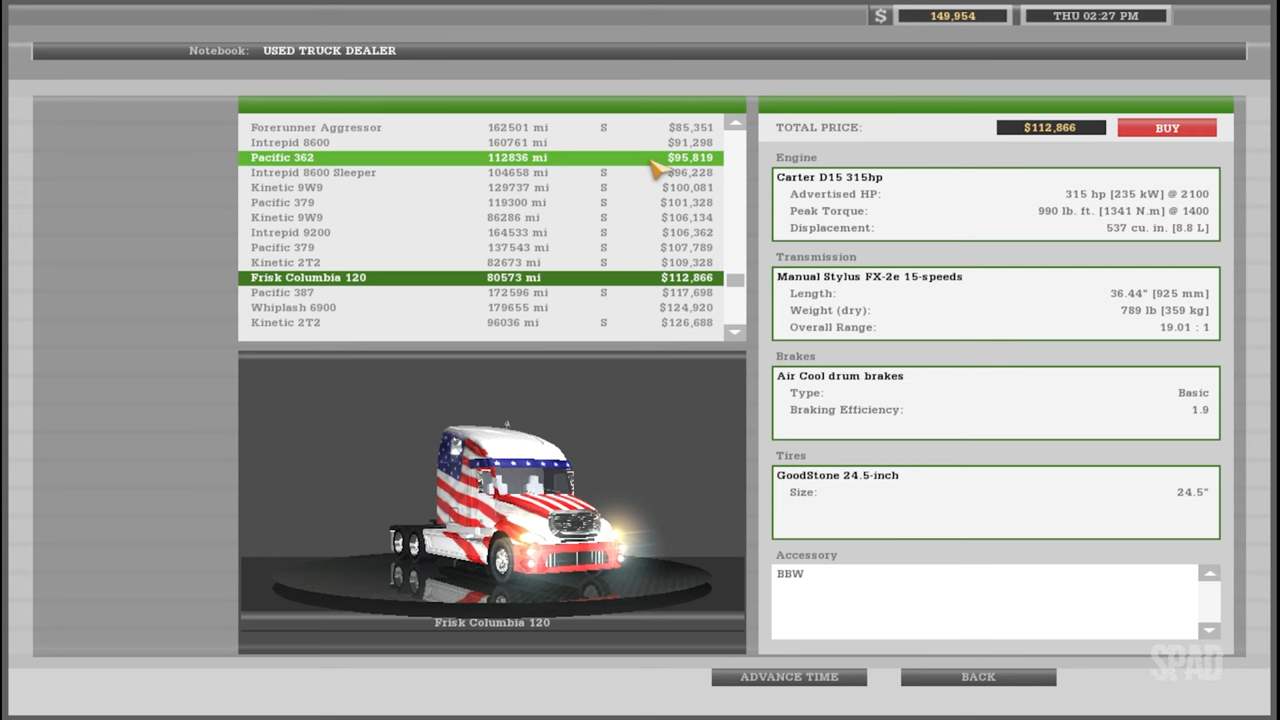 $ 149,954 THU 02:27 PM
Notebook: USED TRUCK DEALER
Forerunner Aggressor 162501 mi S $85,351
Intrepid 8600 160761 mi $91,298
Pacific 362 112836 mi $95,819
Intrepid 8600 Sleeper 104658 mi S $96,228
Kinetic 9W9 129737 mi S $100,081
Pacific 379 119300 mi S $101,328
Kinetic 9W9 86286 mi S $106,134
Intrepid 9200 164533 mi S $106,362
Pacific 379 137543 mi S $107,789
Kinetic 2T2 82673 mi S $109,328
Frisk Columbia 120 80573 mi $112,866
Pacific 387 172596 mi S $117,698
Whiplash 6900 179655 mi $124,920
Kinetic 2T2 96036 mi S $126,688
Frisk Columbia 120
TOTAL PRICE: $112,866 BUY
Engine
Carter D15 315hp
Advertised HP: 315 hp [235 kW] @ 2100
Peak Torque: 990 lb. ft. [1341 N.m] @ 1400
Displacement: 537 cu. in. [8.8 L]
Transmission
Manual Stylus FX-2e 15-speeds
Length: 36.44" [925 mm]
Weight (dry): 789 lb [359 kg]
Overall Range: 19.01 : 1
Brakes
Air Cool drum brakes
Type: Basic
Braking Efficiency: 1.9
Tires
GoodStone 24.5-inch
Size: 24.5"
Accessory
BBW
SPAD
ADVANCE TIME BACK